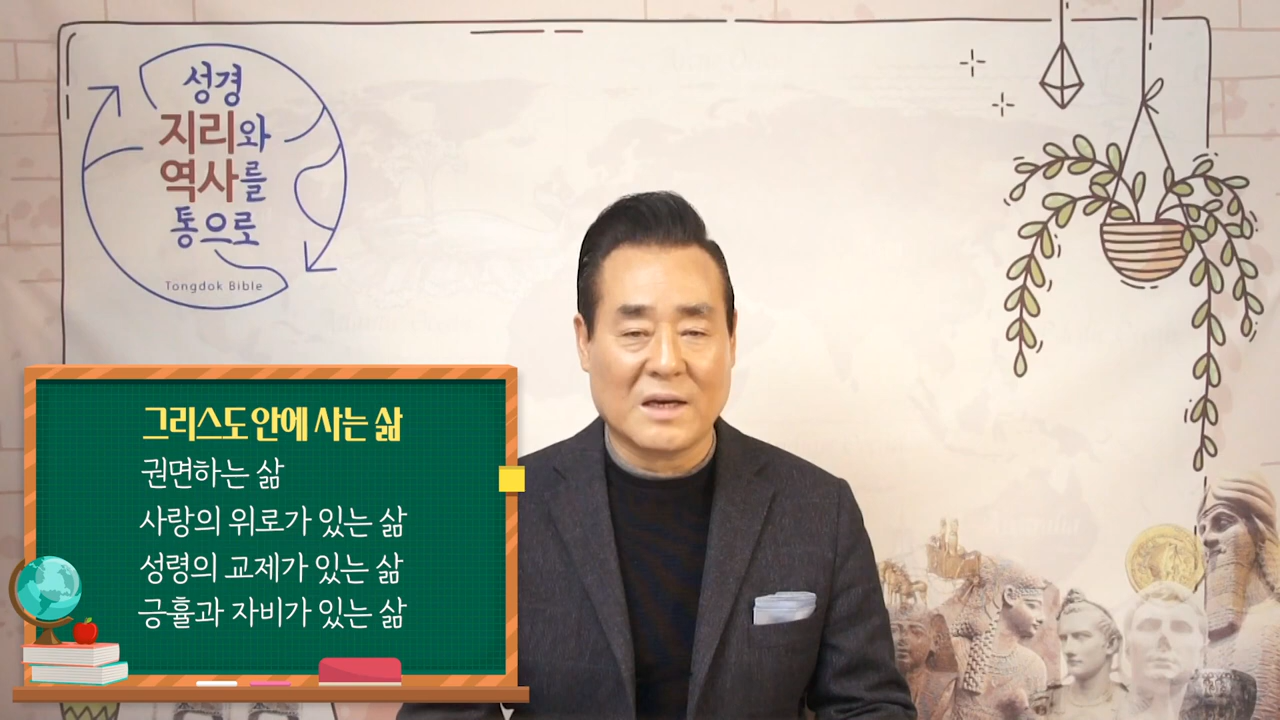 성경
지리와
역사를
통으로
Tongdok Bible
그리스도 안에 사는 삶
권면하는 삶
사랑의 위로가 있는 삶
성령의 교제가 있는 삶
긍휼과 자비가 있는 삶